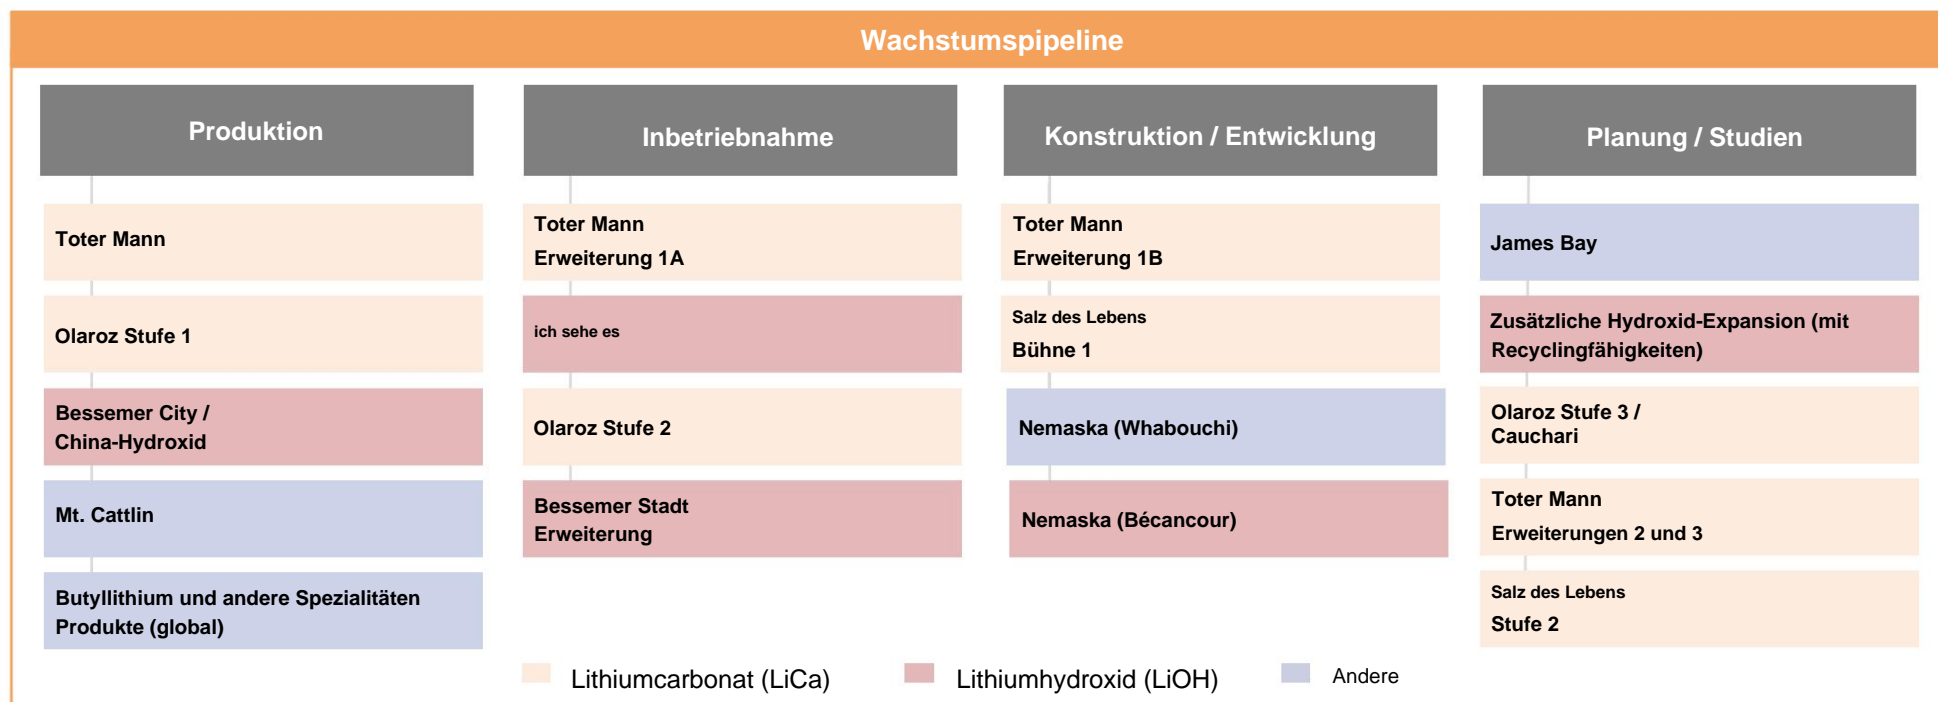 Wachstumspipeline
Produktion
Toter Mann
Olaroz Stufe 1
Bessemer City /
China-Hydroxid
Mt. Cattlin
Butyllithium und andere Spezialitäten
Produkte (global)
Inbetriebnahme
Toter Mann
Erweiterung 1A
ich sehe es
Olaroz Stufe 2
Bessemer Stadt
Erweiterung
Konstruktion / Entwicklung
Toter Mann
Erweiterung 1B
Salz des Lebens
Bühne 1
Nemaska (Whabouchi)
Nemaska (Bécancour)
Planung / Studien
James Bay
Zusätzliche Hydroxid-Expansion (mit
Recyclingfähigkeiten)
Olaroz Stufe 3 /
Cauchari
Toter Mann
Erweiterungen 2 und 3
Salz des Lebens
Stufe 2
Lithiumcarbonat (LiCa)
Lithiumhydroxid (LiOH)
Andere